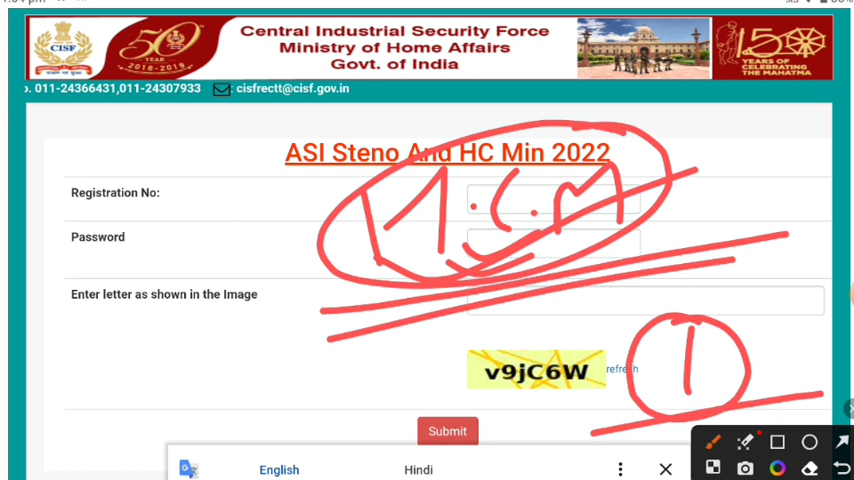 CISF
50
YEAR
2018-2019
Central Industrial Security Force
Ministry of Home Affairs
Govt. of India
150
YEARS OF
CELEBRATING
THE MAHATMA
. 011-24366431,011-24307933 cisfrectt@cisf.gov.in
ASI Steno And HC Min 2022
Registration No:
H.C.M
Password
Enter letter as shown in the Image
v9jC6W refresh
1
Submit
English Hindi